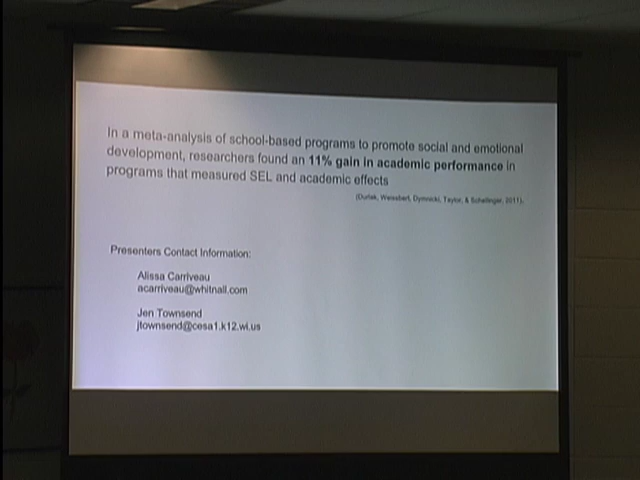 In a meta-analysis of school-based programs to promote social and emotional
development, researchers found an 11% gain in academic performance in
programs that measured SEL and academic effects
(Durlak, Weissberg, Dymnicki, Taylor, & Schellinger, 2011).
Presenters Contact Information:
Alissa Carriveau
acarriveau@whitnall.com
Jen Townsend
jtownsend@cesa1.k12.wi.us